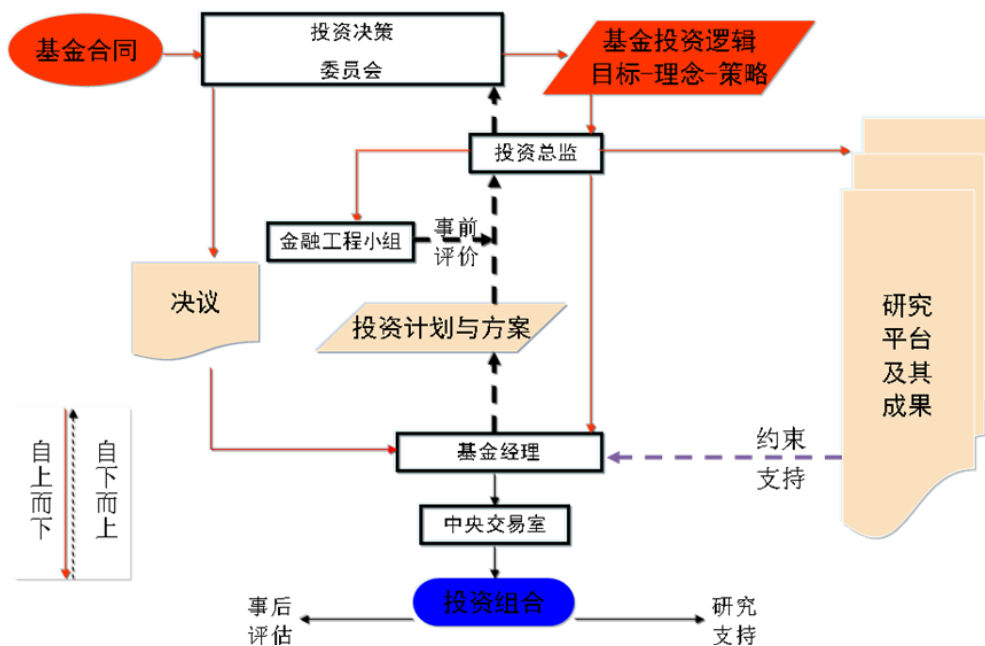 基金合同
投资决策
委员会
基金投资逻辑
目标-理念-策略
投资总监
金融工程小组
事前
评价
决议
投资计划与方案
研究
平台
及其
成果
自上而下
自下而上
基金经理
约束
支持
中央交易室
投资组合
事后
评估
研究
支持